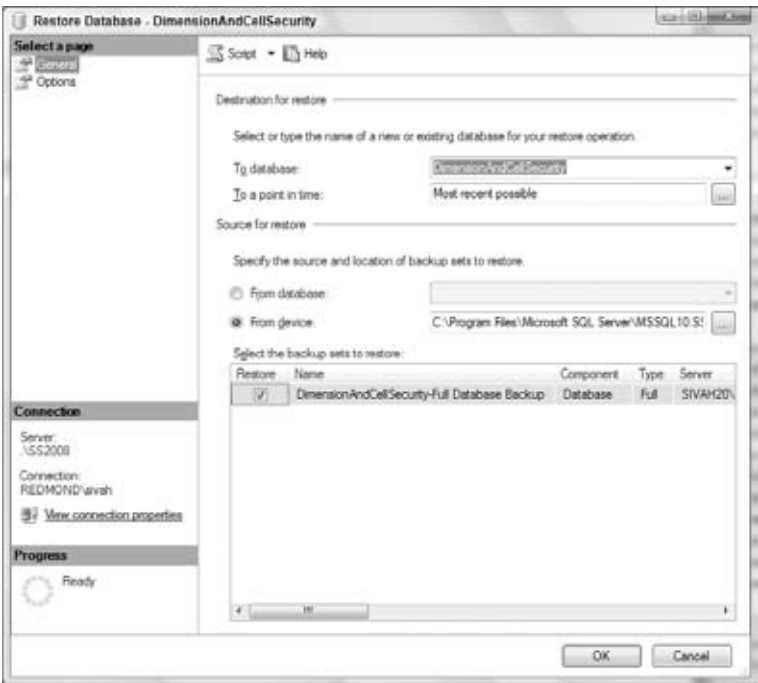 Restore Database - DimensionAndCellSecurity
Select a page
General
Options
Script
Help
Destination for restore
Select or type the name of a new or existing database for your restore operation.
To database:
DimensionAndCellSecurity
To a point in time:
Most recent possible
...
Source for restore
Specify the source and location of backup sets to restore.
From database:
From device:
C:\Program Files\Microsoft SQL Server\MSSQL10.S
...
Select the backup sets to restore:
Restore Name Component Type Server
DimensionAndCellSecurity-Full Database Backup Database Full SIVAH20\
Connection
Server:
.\SS2008
Connection:
REDMOND\sivah
View connection properties
Progress
Ready
OK
Cancel